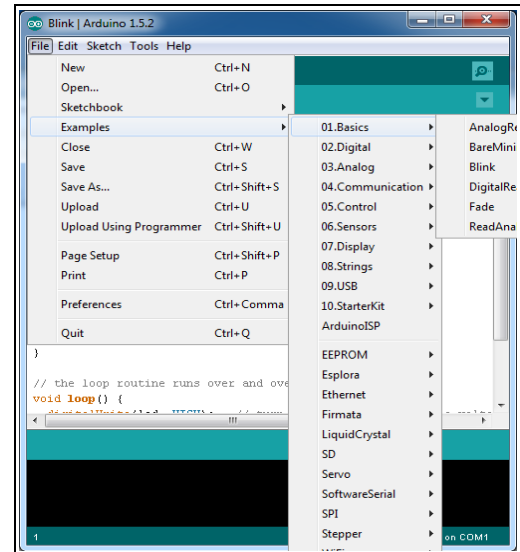 Blink | Arduino 1.5.2
File Edit Sketch Tools Help
New Ctrl+N
Open... Ctrl+O
Sketchbook
Examples
Close Ctrl+W
Save Ctrl+S
Save As... Ctrl+Shift+S
Upload Ctrl+U
Upload Using Programmer Ctrl+Shift+U
Page Setup Ctrl+Shift+P
Print Ctrl+P
Preferences Ctrl+Comma
Quit Ctrl+Q
01.Basics
02.Digital
03.Analog
04.Communication
05.Control
06.Sensors
07.Display
08.Strings
09.USB
10.StarterKit
ArduinoISP
EEPROM
Esplora
Ethernet
Firmata
LiquidCrystal
SD
Servo
SoftwareSerial
SPI
Stepper
AnalogRe
BareMini
Blink
DigitalRea
Fade
ReadAna
}
// the loop routine runs over and ove
void loop() {
1 on COM1